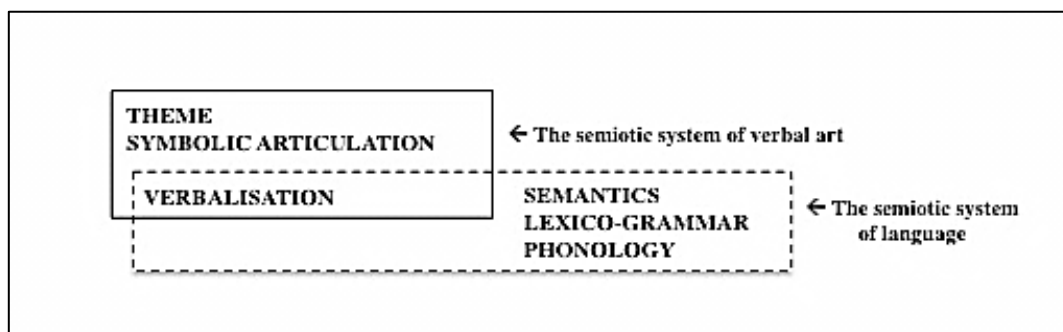 THEME
SYMBOLIC ARTICULATION
← The semiotic system of verbal art
VERBALISATION
SEMANTICS
LEXICO-GRAMMAR
PHONOLOGY
← The semiotic system
of language